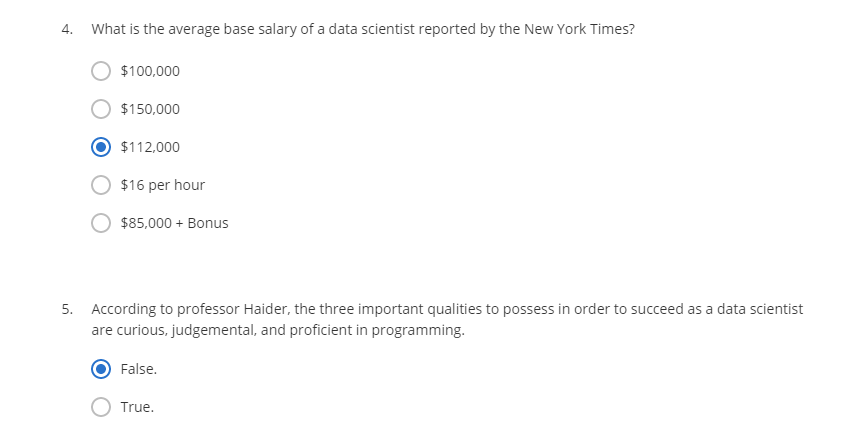 4. What is the average base salary of a data scientist reported by the New York Times?
$100,000
$150,000
$112,000
$16 per hour
$85,000 + Bonus
5. According to professor Haider, the three important qualities to possess in order to succeed as a data scientist
are curious, judgemental, and proficient in programming.
False.
True.